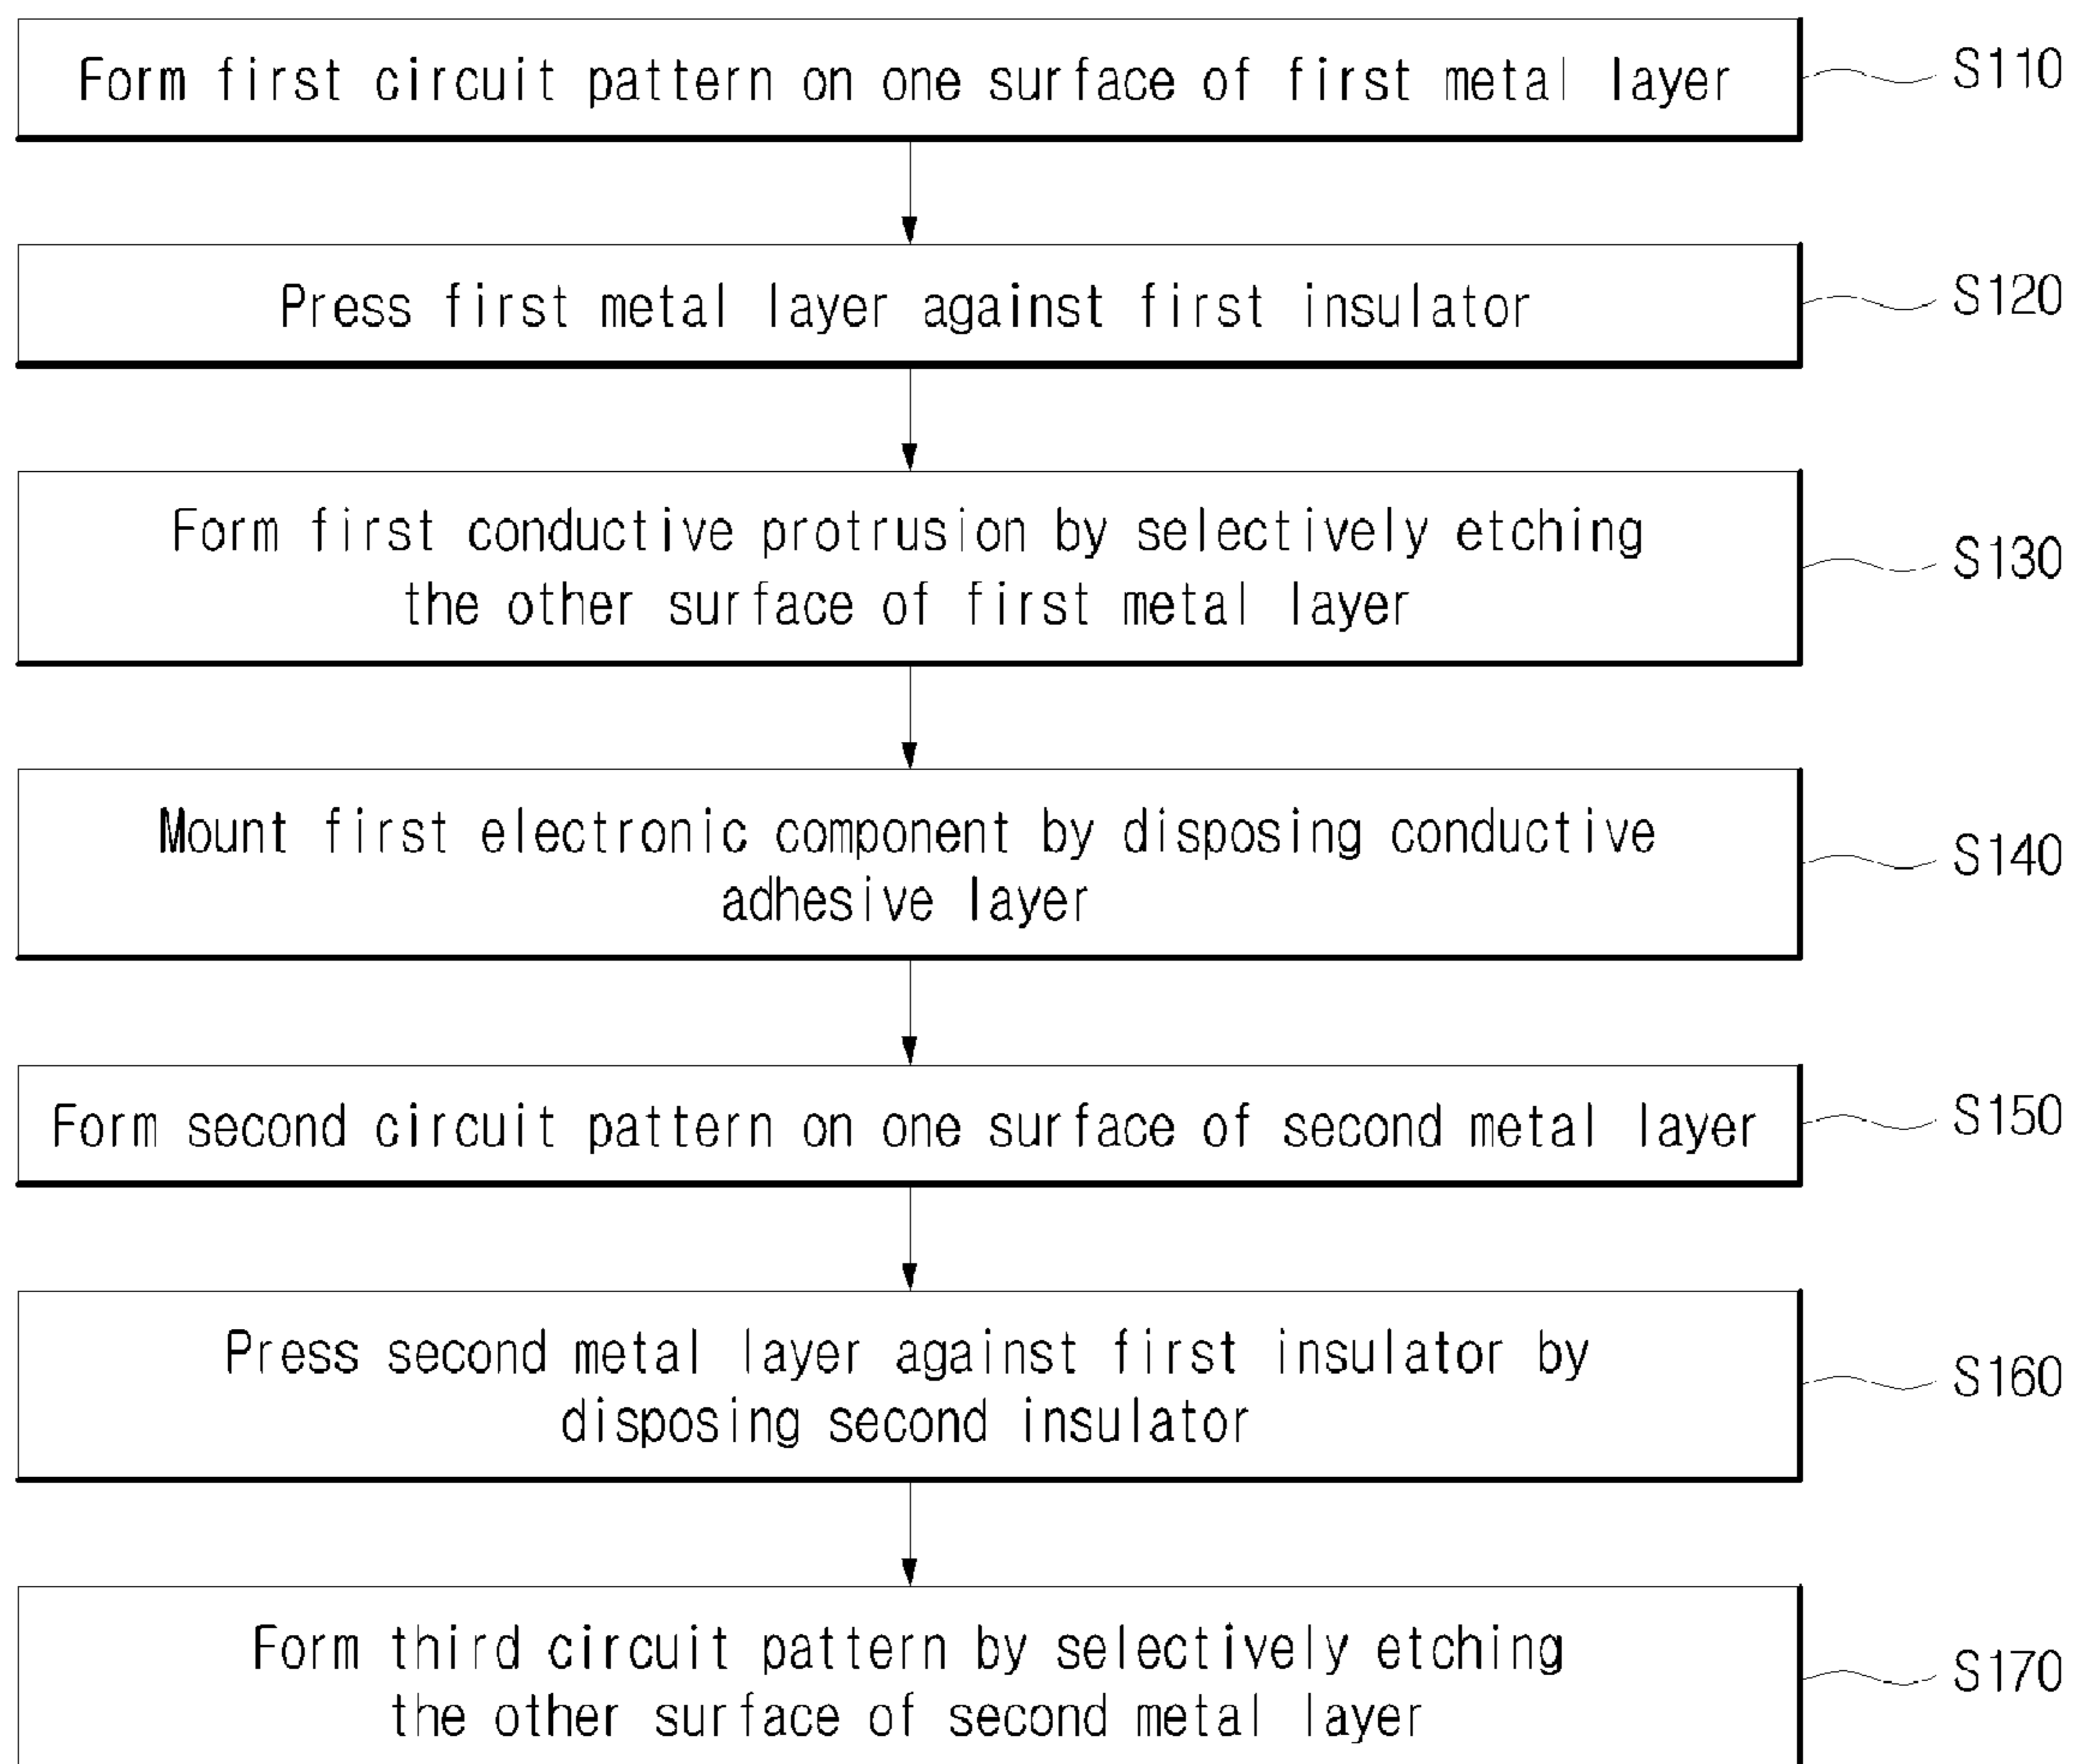 Form first circuit pattern on one surface of first metal layer
S110
Press first metal layer against first insulator
S120
Form first conductive protrusion by selectively etching
the other surface of first metal layer
S130
Mount first electronic component by disposing conductive
adhesive layer
S140
Form second circuit pattern on one surface of second metal layer
S150
Press second metal layer against first insulator by
disposing second insulator
S160
Form third circuit pattern by selectively etching
the other surface of second metal layer
S170